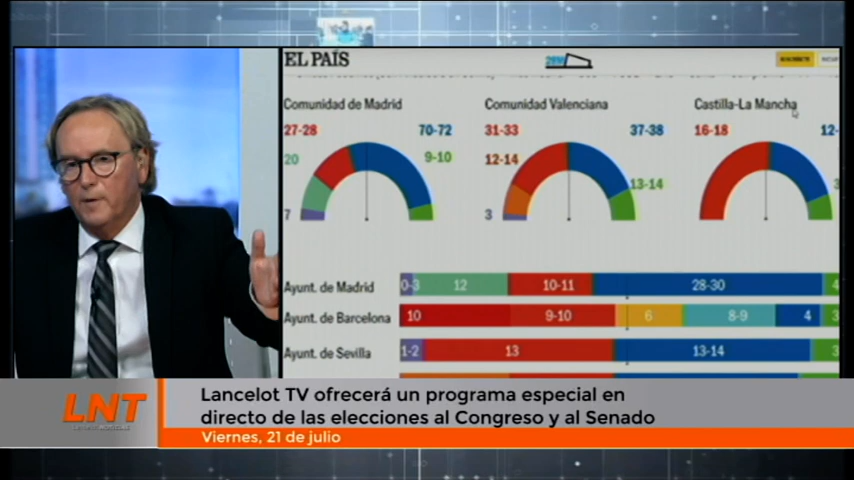 EL PAÍS
28M
Comunidad de Madrid
27-28
70-72
20
9-10
7
Comunidad Valenciana
31-33
37-38
12-14
13-14
3
Castilla-La Mancha
16-18
12-
Ayunt. de Madrid
0-3
12
10-11
28-30
4
Ayunt. de Barcelona
10
9-10
6
8-9
4
3
Ayunt. de Sevilla
1-2
13
13-14
3
LNT
Lancelot TV ofrecerá un programa especial en
directo de las elecciones al Congreso y al Senado
Viernes, 21 de julio